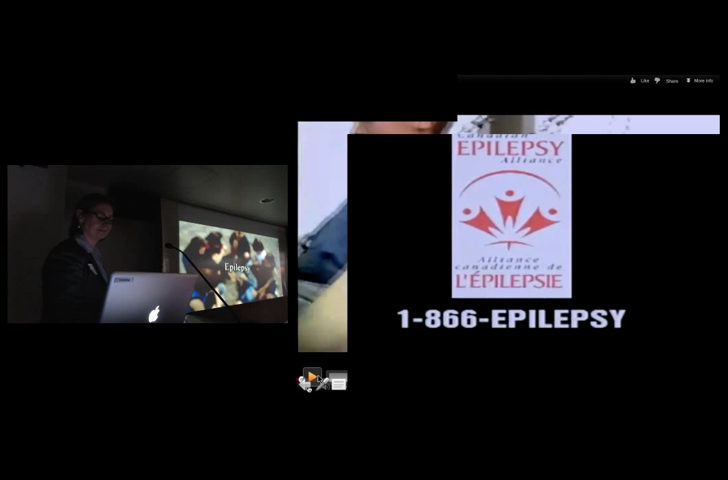 Like Share More info
Canadian
EPILEPSY
Alliance
Alliance
canadienne de
L'ÉPILEPSIE
1-866-EPILEPSY
Epilepsy